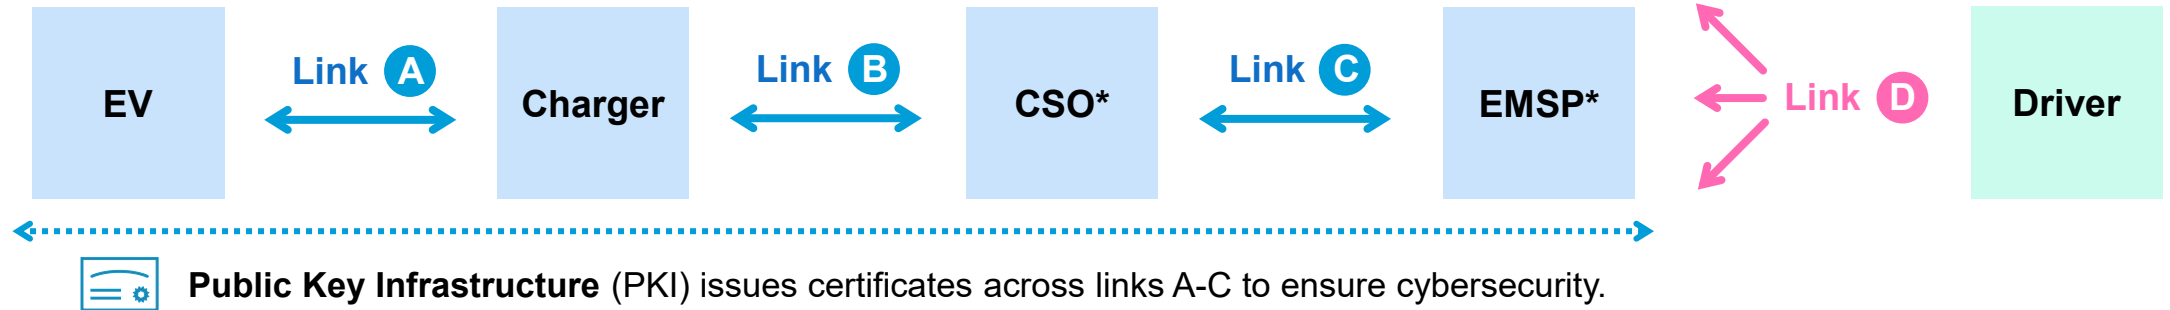 EV
Link A
Charger
Link B
CSO*
Link C
EMSP*
Link D
Driver
Public Key Infrastructure (PKI) issues certificates across links A-C to ensure cybersecurity.